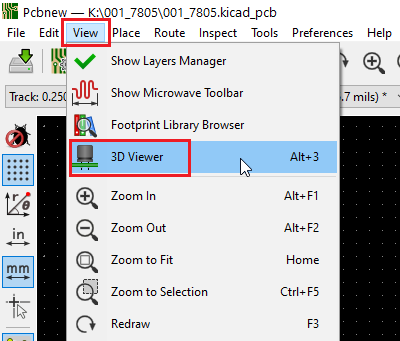 Pcbnew — K:\001_7805\001_7805.kicad_pcb
File Edit View Place Route Inspect Tools Preferences Help
Track: 0.250
.7 mils) *
Show Layers Manager
Show Microwave Toolbar
Footprint Library Browser
3D Viewer Alt+3
Zoom In Alt+F1
Zoom Out Alt+F2
Zoom to Fit Home
Zoom to Selection Ctrl+F5
Redraw F3
r θ
in
mm